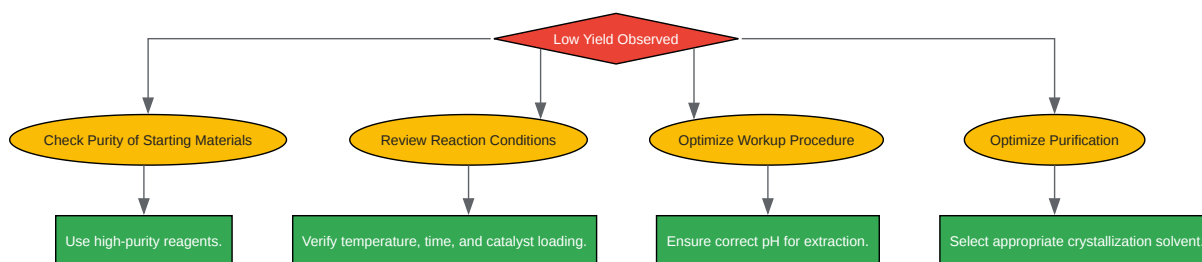 Low Yield Observed
Check Purity of Starting Materials
Review Reaction Conditions
Optimize Workup Procedure
Optimize Purification
Use high-purity reagents.
Verify temperature, time, and catalyst loading.
Ensure correct pH for extraction.
Select appropriate crystallization solvent.